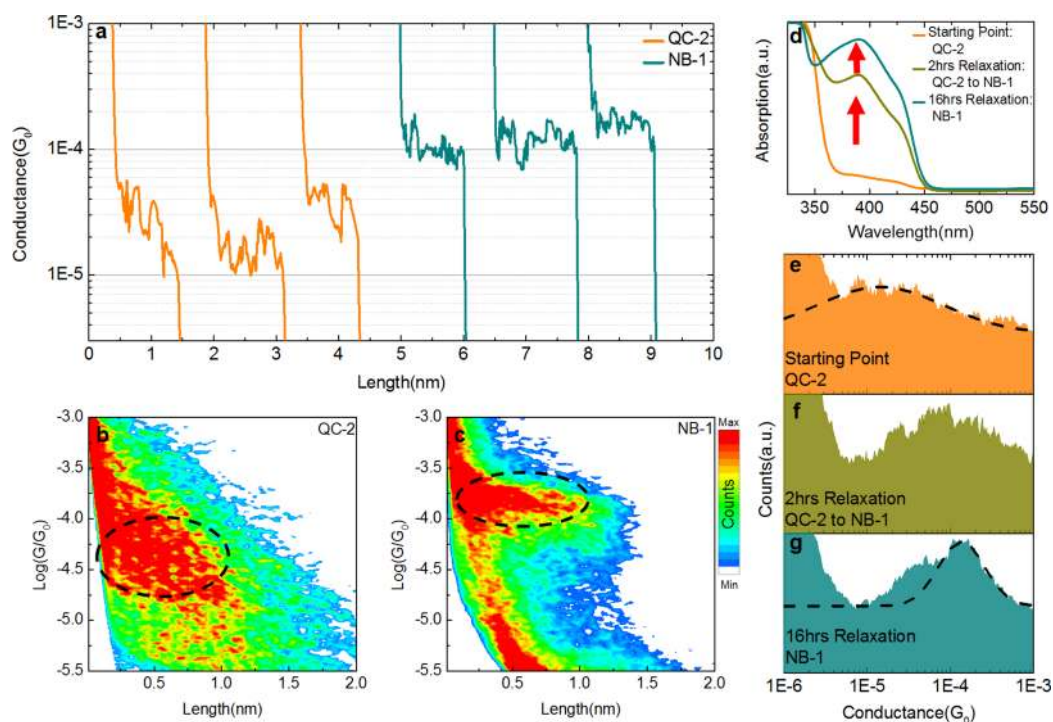 a
QC-2
NB-1
1E-3
1E-4
1E-5
Conductance(G0)
0 1 2 3 4 5 6 7 8 9 10
Length(nm)
b
QC-2
-3.0
-3.5
-4.0
-4.5
-5.0
-5.5
Log(G/G0)
0.5 1.0 1.5 2.0
Length(nm)
c
NB-1
-3.0
-3.5
-4.0
-4.5
-5.0
-5.5
Log(G/G0)
0.5 1.0 1.5 2.0
Length(nm)
Max
Counts
Min
d
Starting Point:
QC-2
2hrs Relaxation:
QC-2 to NB-1
16hrs Relaxation:
NB-1
Absorption(a.u.)
350 400 450 500 550
Wavelength(nm)
e
Starting Point
QC-2
f
2hrs Relaxation
QC-2 to NB-1
g
16hrs Relaxation
NB-1
Counts(a.u.)
1E-6 1E-5 1E-4 1E-3
Conductance(G0)